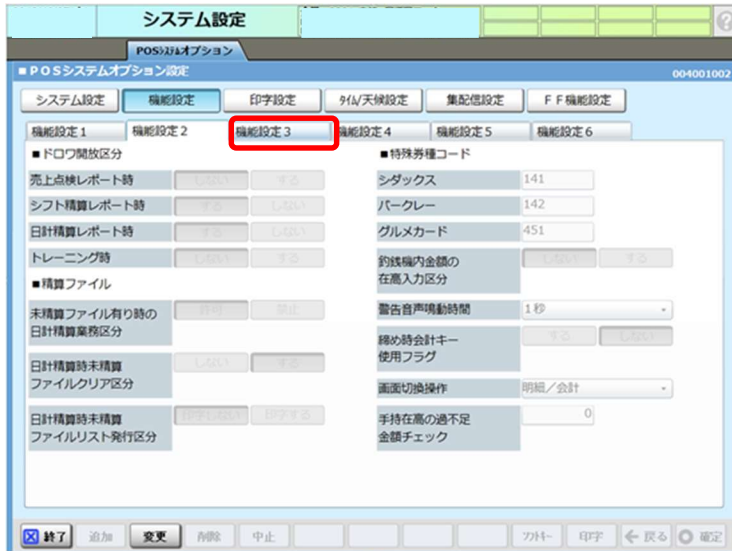 システム設定
POSｼｽﾃﾑオプション
■POSシステムオプション設定
004001002
システム設定
機能設定
印字設定
ﾀｲﾑ/天候設定
集配信設定
ＦＦ機能設定
機能設定1
機能設定2
機能設定3
機能設定4
機能設定5
機能設定6
■ドロワ開放区分
売上点検レポート時
しない
する
シフト精算レポート時
する
しない
日計精算レポート時
する
しない
トレーニング時
しない
する
■精算ファイル
未精算ファイル有り時の
日計精算業務区分
許可
禁止
日計精算時未精算
ファイルクリア区分
しない
する
日計精算時未精算
ファイルリスト発行区分
印字しない
印字する
■特殊券種コード
シダックス
141
バークレー
142
グルメカード
451
釣銭機内金額の
在高入力区分
しない
する
警告音声鳴動時間
1秒
締め時会計キー
使用フラグ
する
しない
画面切換操作
明細／会計
手持在高の過不足
金額チェック
0
終了
追加
変更
削除
中止
ｿﾌﾄｷｰ
印字
戻る
確定